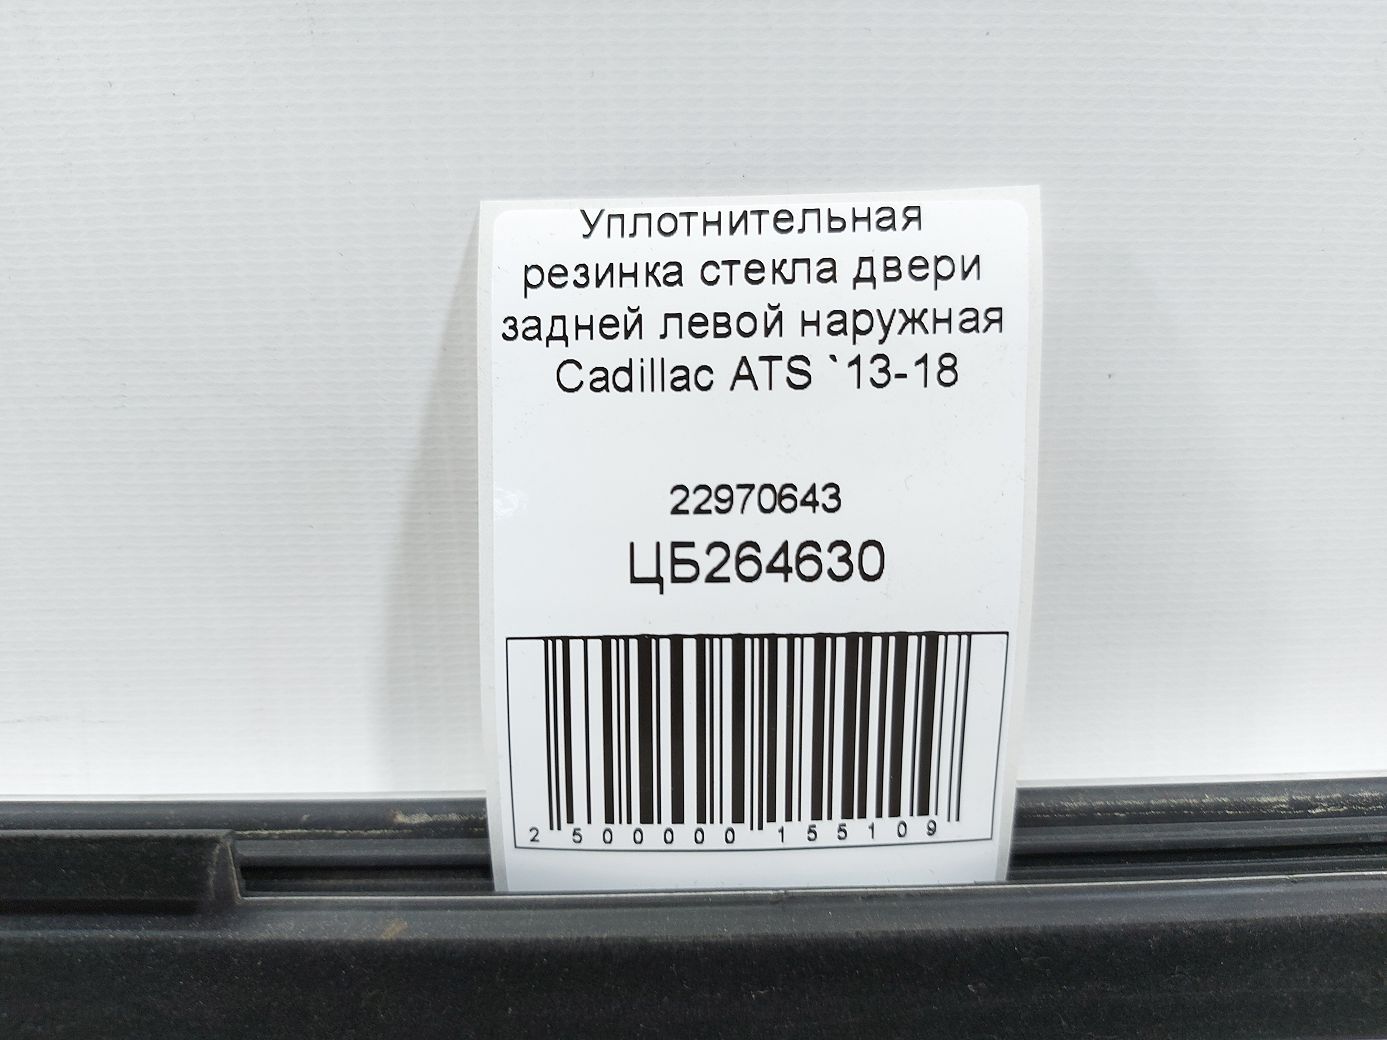 Уплотнительная
резинка стекла двери
задней левой наружная
Cadillac ATS `13-18
22970643
ЦБ264630
2 500000 155109